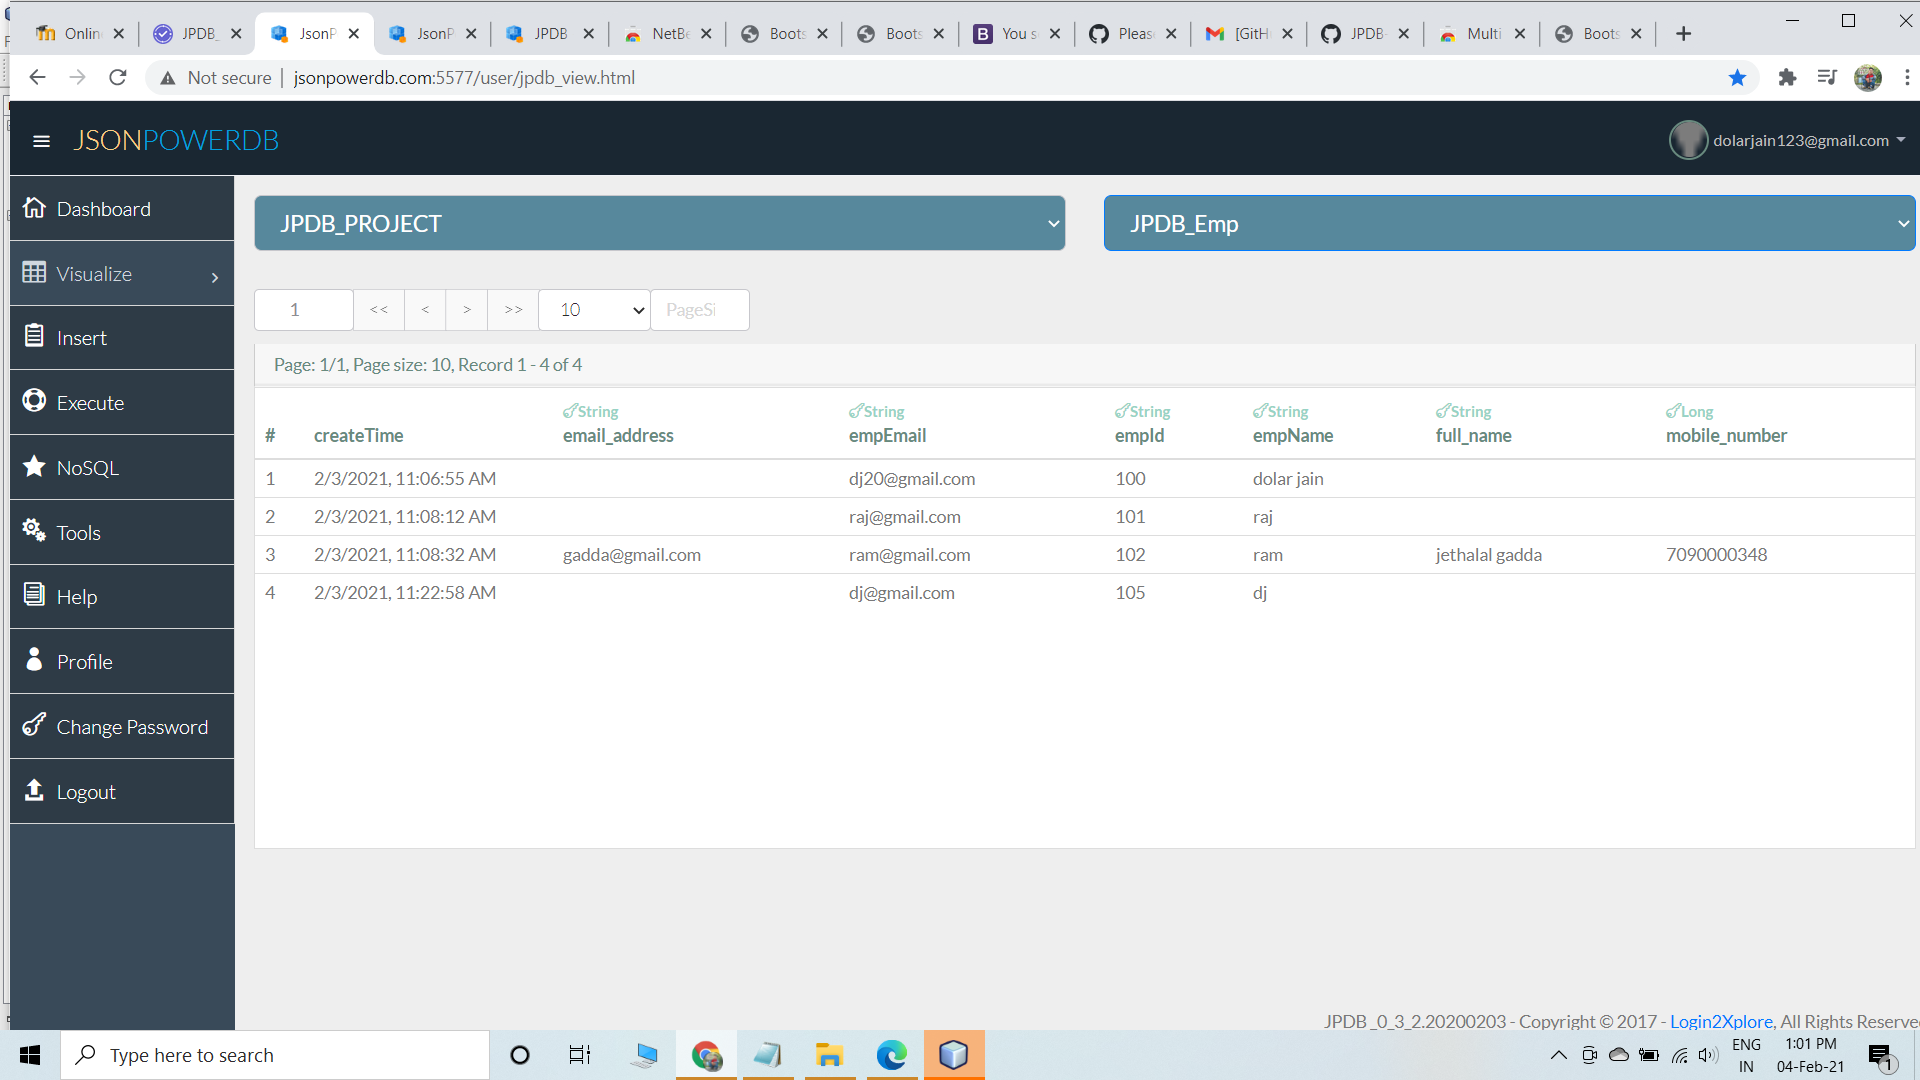 Onlin JPDB_ JsonP JsonP JPDB NetBe Boots Boots You s Pleas [GitH JPDB- Multi Boots
Not secure | jsonpowerdb.com:5577/user/jpdb_view.html
JSONPOWERDB dolarjain123@gmail.com
Dashboard
Visualize
Insert
Execute
NoSQL
Tools
Help
Profile
Change Password
Logout
JPDB_PROJECT JPDB_Emp
1 << < > >> 10 PageSi
Page: 1/1, Page size: 10, Record 1 - 4 of 4
String String String String String Long
# createTime email_address empEmail empId empName full_name mobile_number
1 2/3/2021, 11:06:55 AM dj20@gmail.com 100 dolar jain
2 2/3/2021, 11:08:12 AM raj@gmail.com 101 raj
3 2/3/2021, 11:08:32 AM gadda@gmail.com ram@gmail.com 102 ram jethalal gadda 7090000348
4 2/3/2021, 11:22:58 AM dj@gmail.com 105 dj
JPDB_0_3_2.20200203 - Copyright © 2017 - Login2Xplore, All Rights Reserve
Type here to search
ENG
IN
1:01 PM
04-Feb-21
1